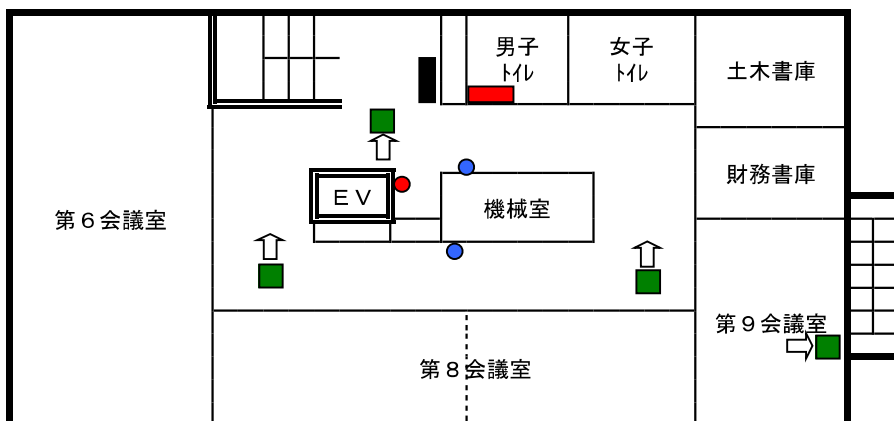 男子
ﾄｲﾚ
女子
ﾄｲﾚ
土木書庫
財務書庫
ＥＶ
機械室
第６会議室
第９会議室
第８会議室